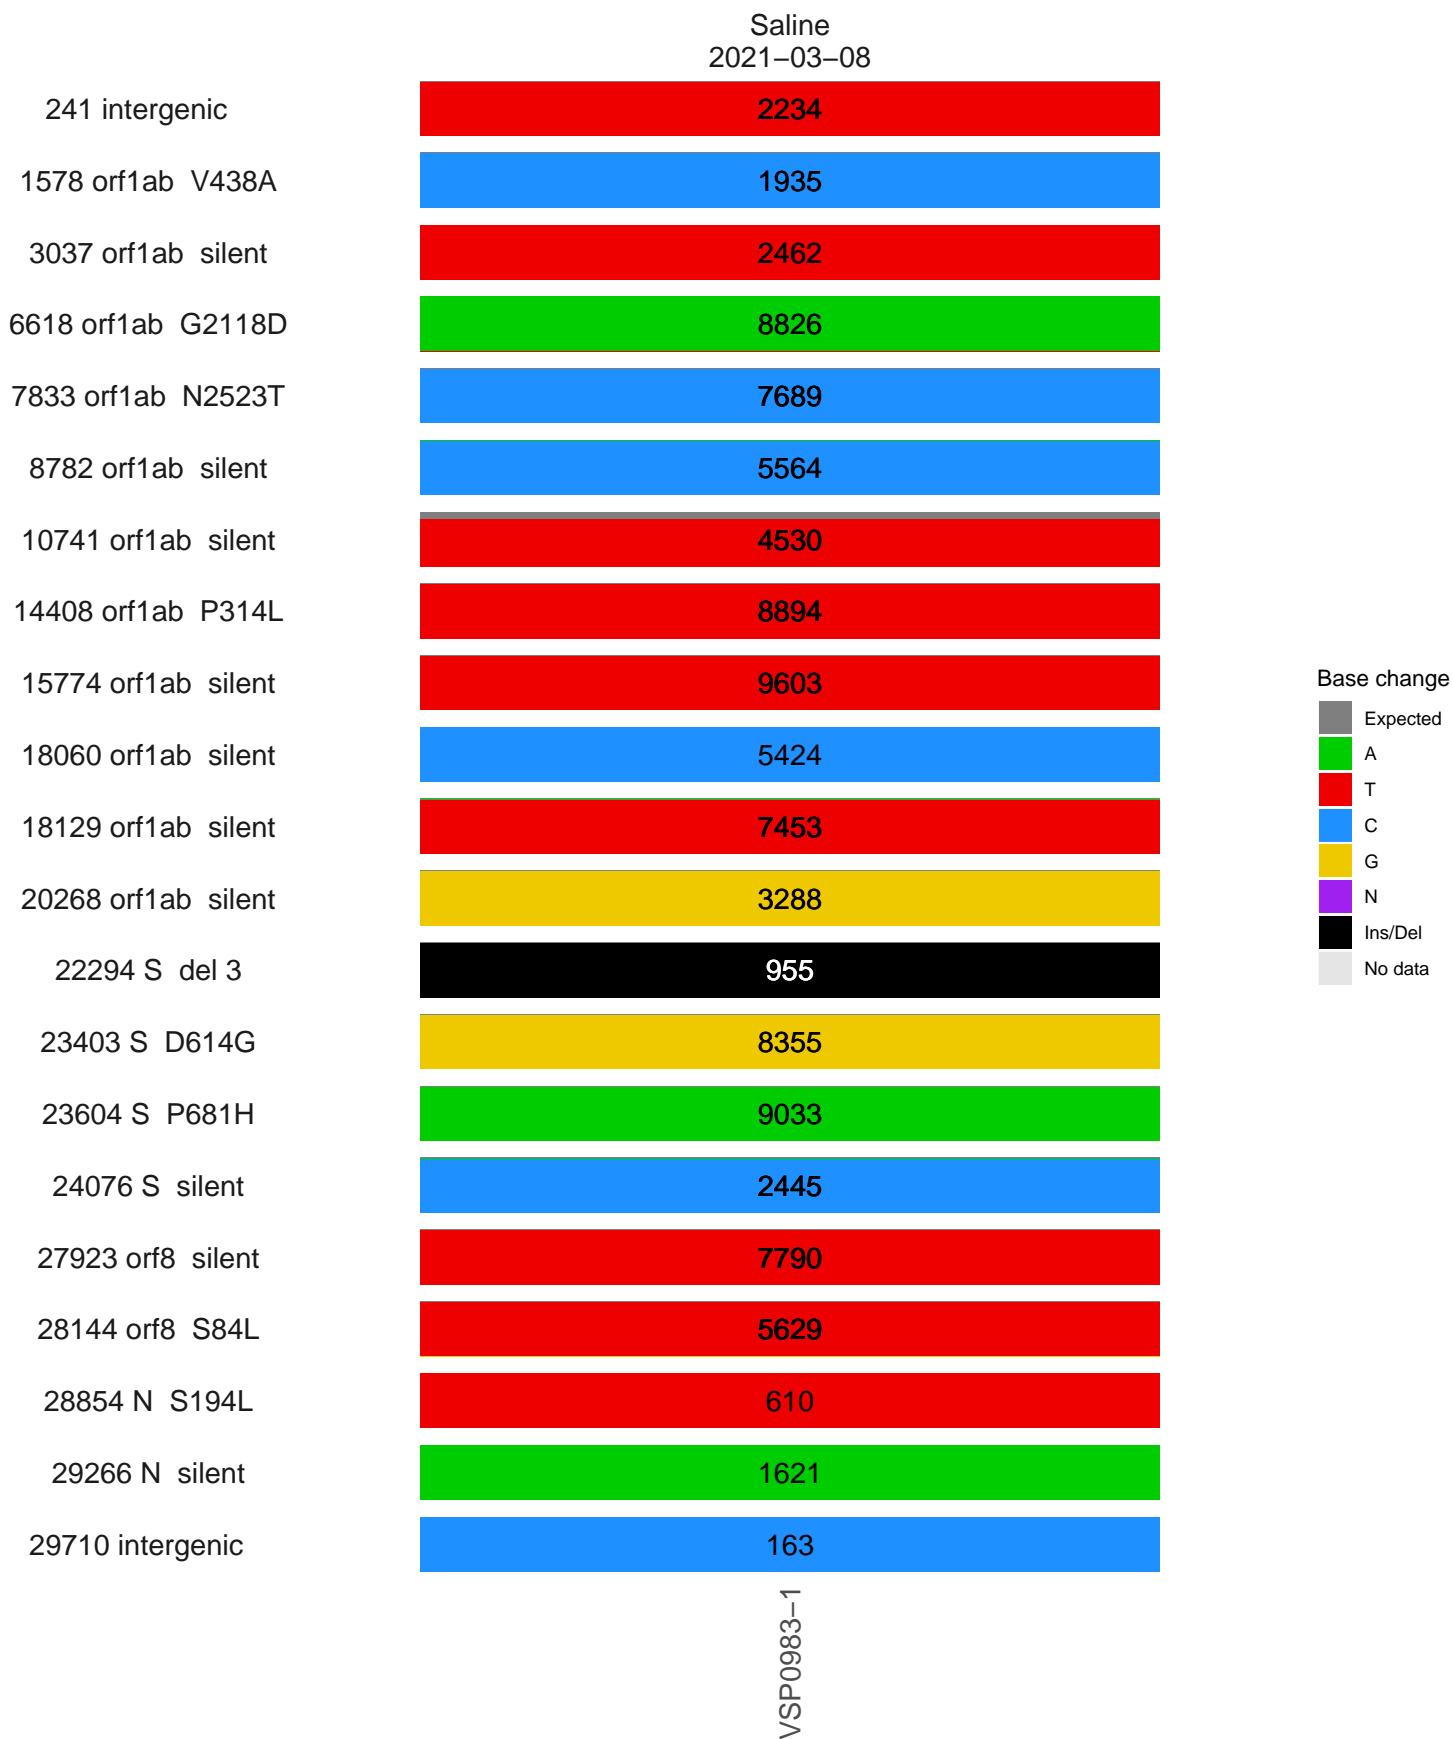 Saline
2021−03−08
241 intergenic 2234
1578 orf1ab V438A 1935
3037 orf1ab silent 2462
6618 orf1ab G2118D 8826
7833 orf1ab N2523T 7689
8782 orf1ab silent 5564
10741 orf1ab silent 4530
14408 orf1ab P314L 8894
15774 orf1ab silent 9603
18060 orf1ab silent 5424
18129 orf1ab silent 7453
20268 orf1ab silent 3288
22294 S del 3 955
23403 S D614G 8355
23604 S P681H 9033
24076 S silent 2445
27923 orf8 silent 7790
28144 orf8 S84L 5629
28854 N S194L 610
29266 N silent 1621
29710 intergenic 163
VSP0983−1
Base change
Expected
A
T
C
G
N
Ins/Del
No data